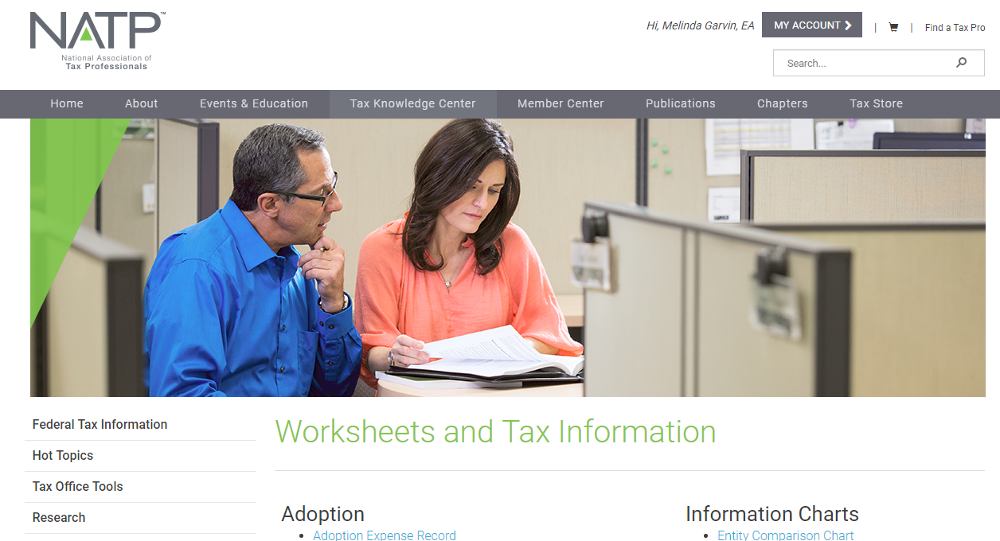 NATP™
National Association of
Tax Professionals
Hi, Melinda Garvin, EA
MY ACCOUNT
|
|
Find a Tax Pro
Search...
Home
About
Events & Education
Tax Knowledge Center
Member Center
Publications
Chapters
Tax Store
Federal Tax Information
Hot Topics
Tax Office Tools
Research
Worksheets and Tax Information
Adoption
• Adoption Expense Record
Information Charts
• Entity Comparison Chart